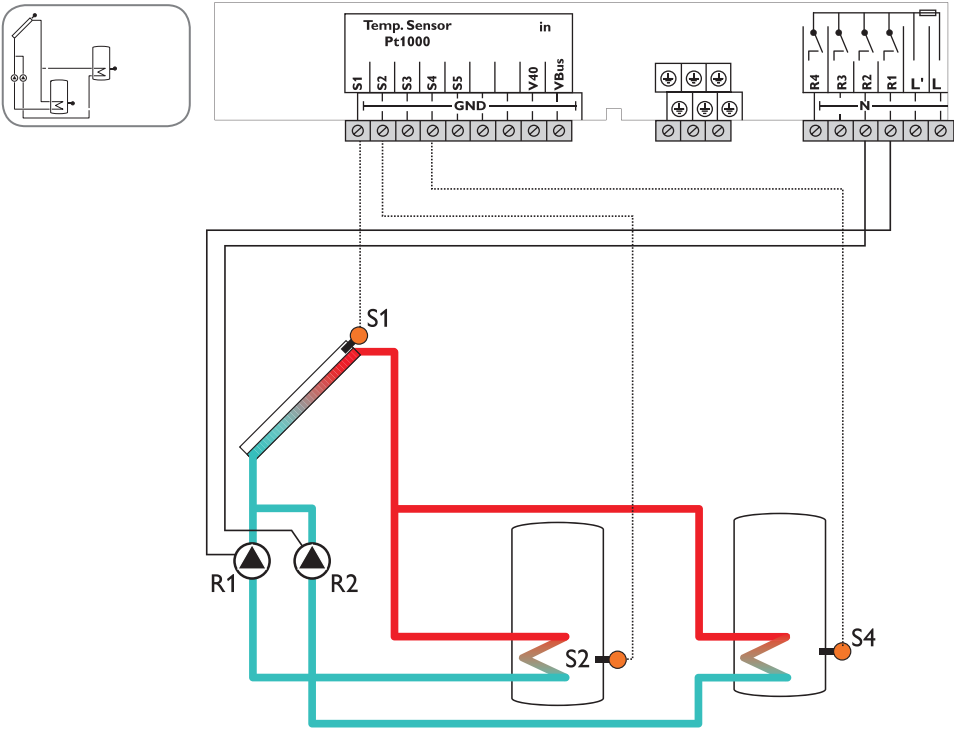 Temp. Sensor in
Pt1000
S1 S2 S3 S4 S5 V40 VBus
GND
R4 R3 R2 R1 L' L
N
S1
R1 R2
S2
S4